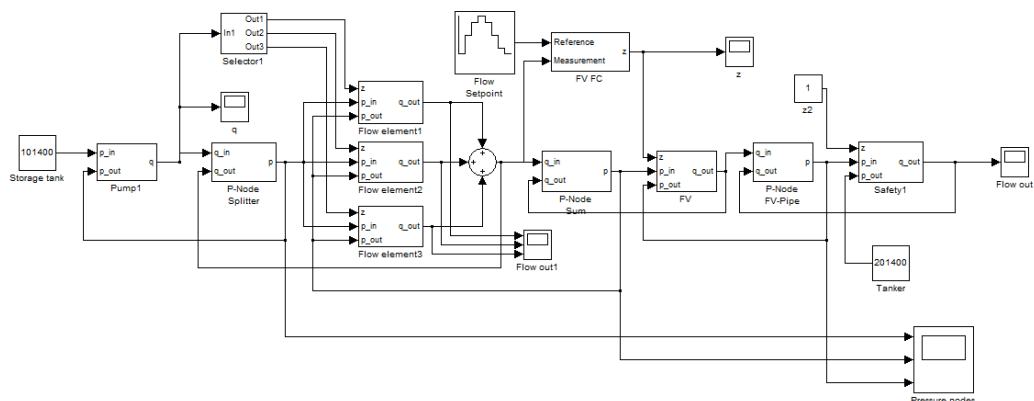 Out1
In1
Out2
Out3
Selector1
q
101400
Storage tank
p_in
p_out
q
Pump1
q_in
q_out
p
P-Node
Splitter
z
p_in
p_out
q_out
Flow element1
z
p_in
p_out
q_out
Flow element2
z
p_in
p_out
q_out
Flow element3
Flow
Setpoint
Reference
Measurement
z
FV FC
z
Flow out1
q_in
q_out
p
P-Node
Sum
z
p_in
p_out
q_out
FV
q_in
q_out
p
P-Node
FV-Pipe
1
z2
z
p_in
p_out
q_out
Safety1
Flow out
201400
Tanker
Pressure nodes